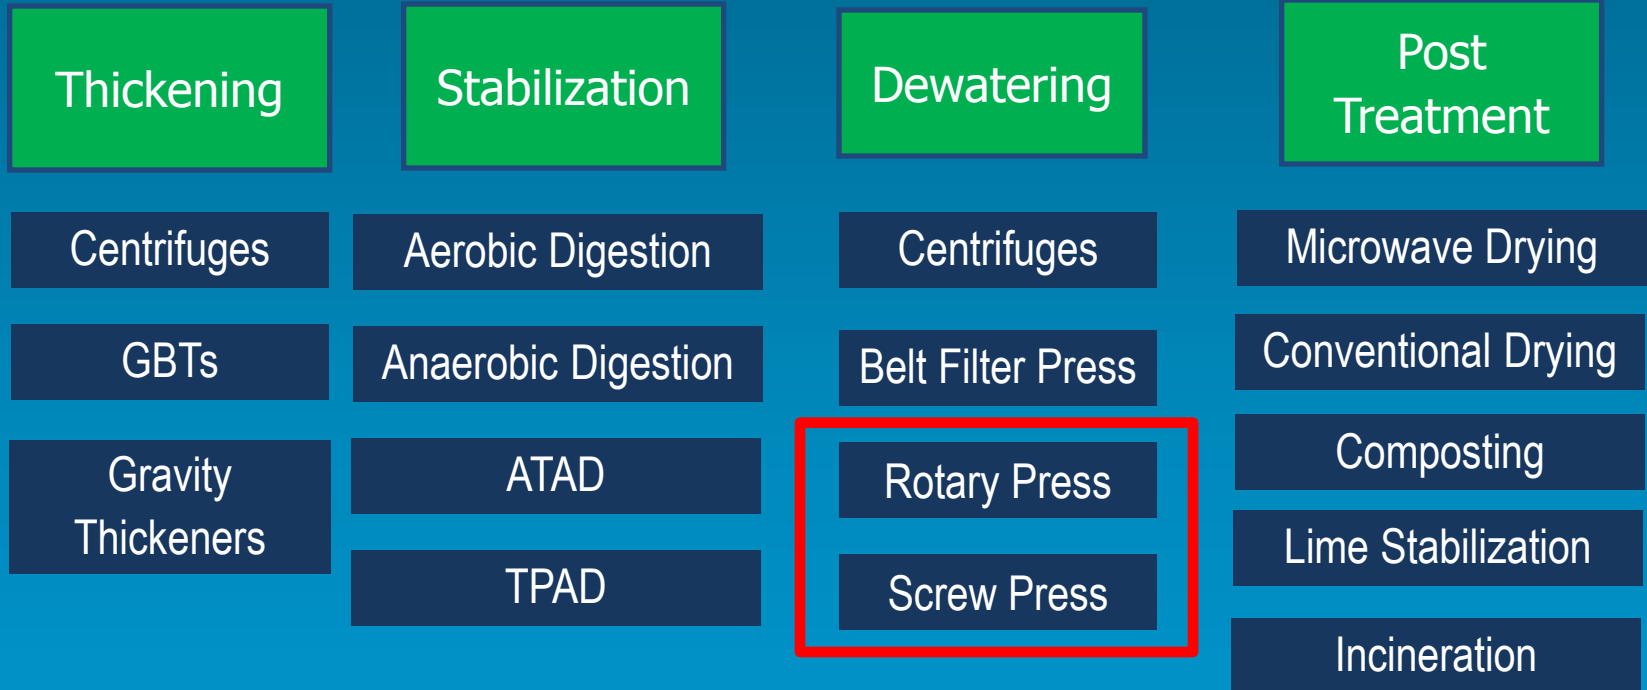 Thickening
Stabilization
Dewatering
Post
Treatment
Centrifuges
GBTs
Gravity
Thickeners
Aerobic Digestion
Anaerobic Digestion
ATAD
TPAD
Centrifuges
Belt Filter Press
Rotary Press
Screw Press
Microwave Drying
Conventional Drying
Composting
Lime Stabilization
Incineration